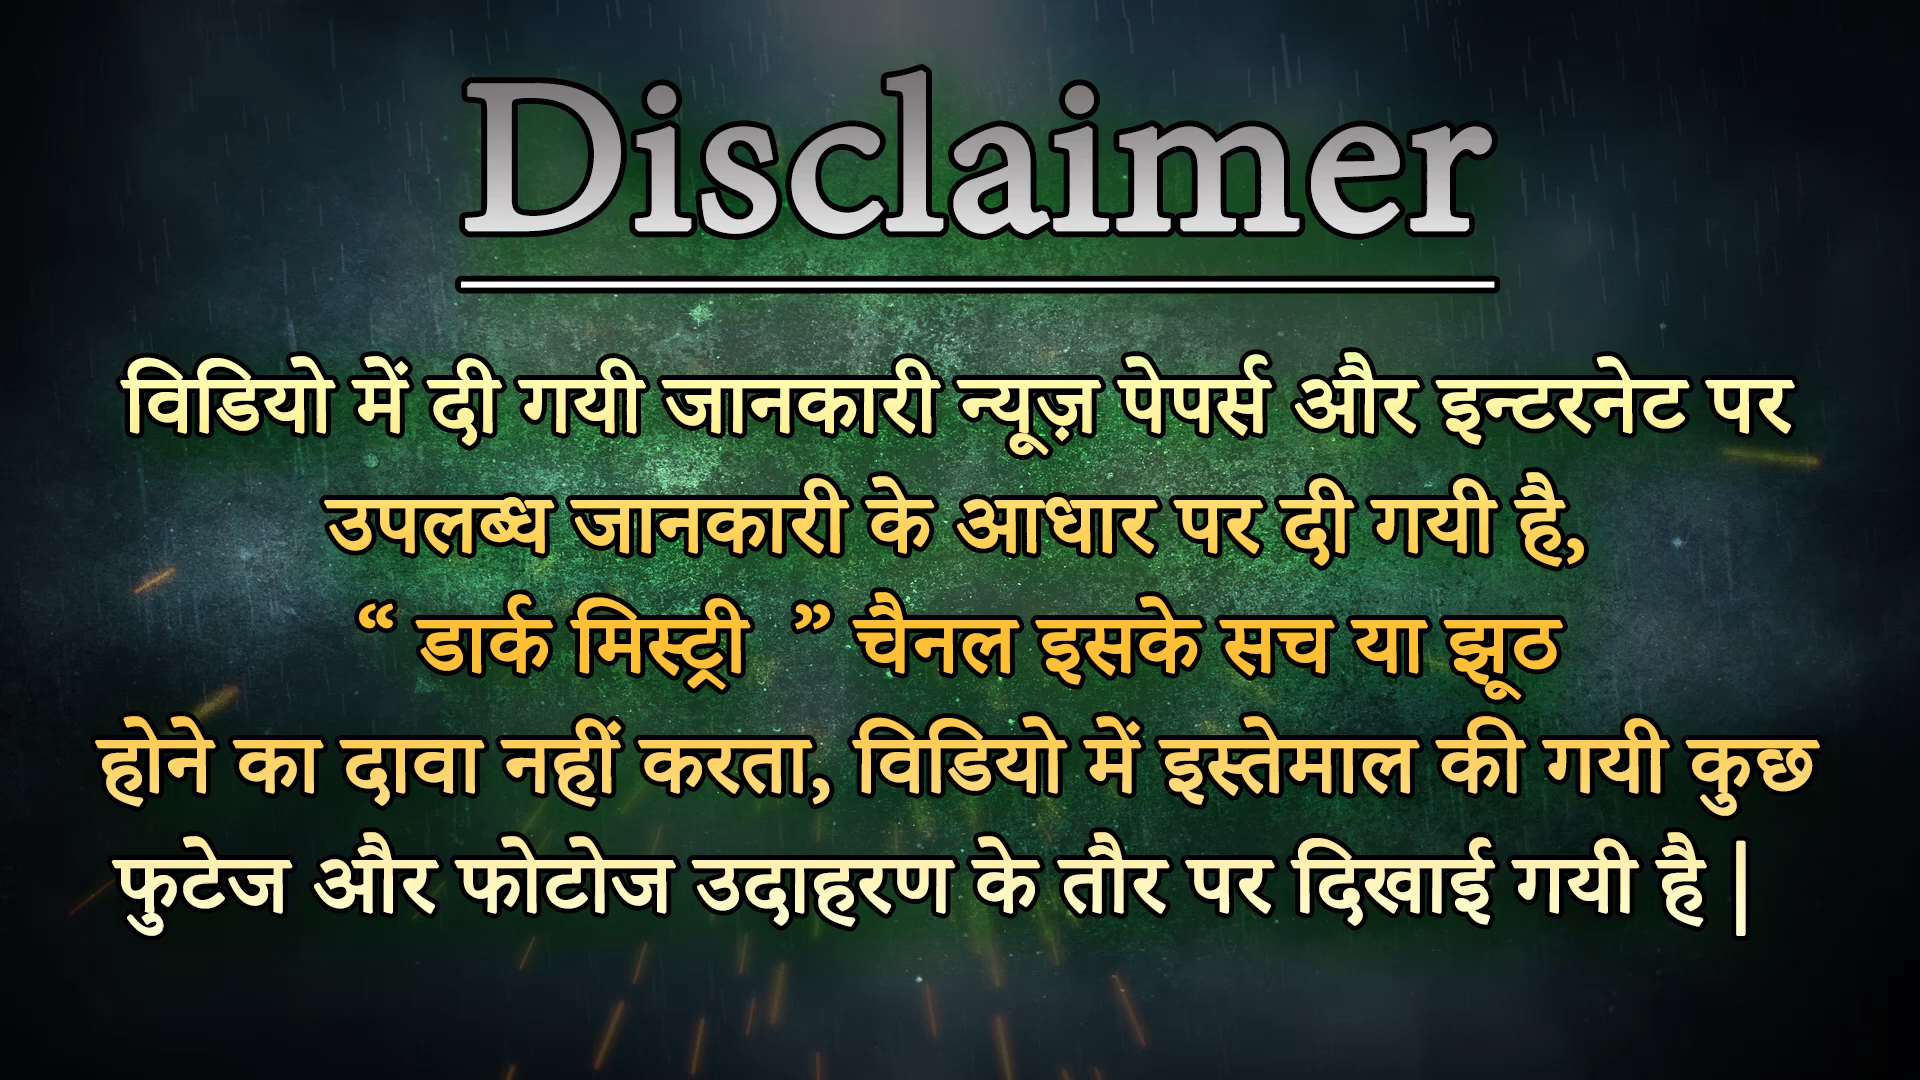 Disclaimer
विडियो में दी गयी जानकारी न्यूज़ पेपर्स और इन्टरनेट पर
उपलब्ध जानकारी के आधार पर दी गयी है,
“ डार्क मिस्ट्री ” चैनल इसके सच या झूठ
होने का दावा नहीं करता, विडियो में इस्तेमाल की गयी कुछ
फुटेज और फोटोज उदाहरण के तौर पर दिखाई गयी है |